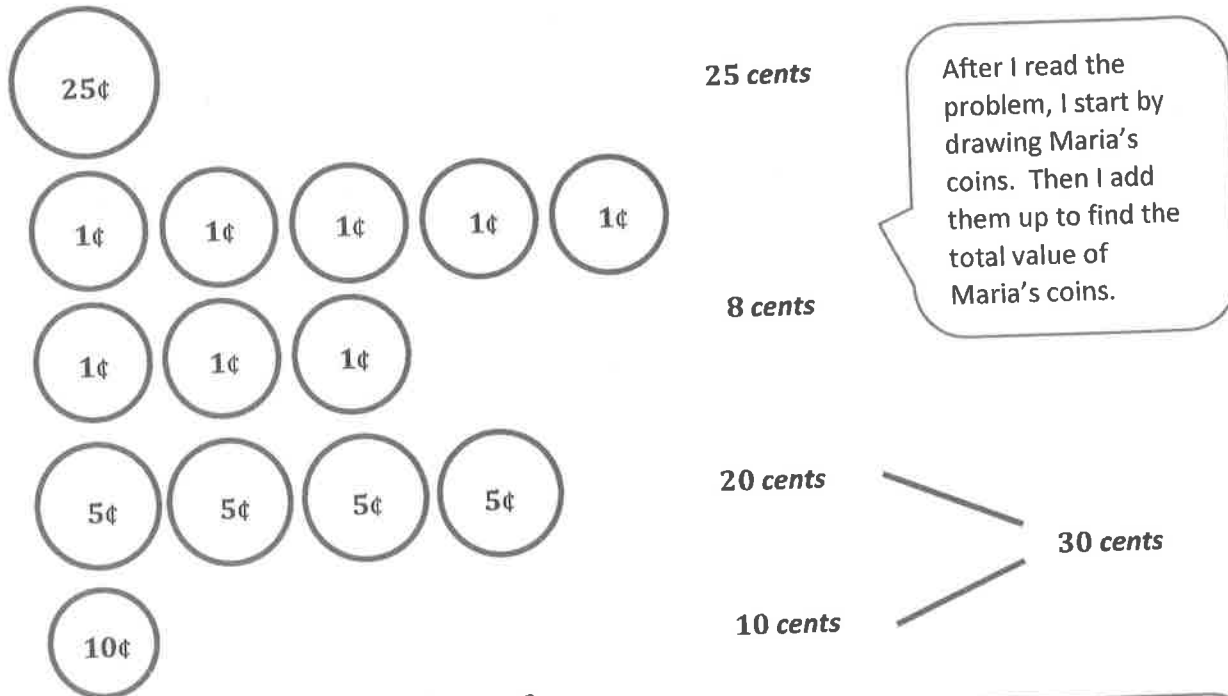 25¢
25 cents
After I read the
problem, I start by
drawing Maria's
coins. Then I add
them up to find the
total value of
Maria's coins.
1¢ 1¢ 1¢ 1¢ 1¢
8 cents
1¢ 1¢ 1¢
5¢ 5¢ 5¢ 5¢
20 cents
30 cents
10¢
10 cents